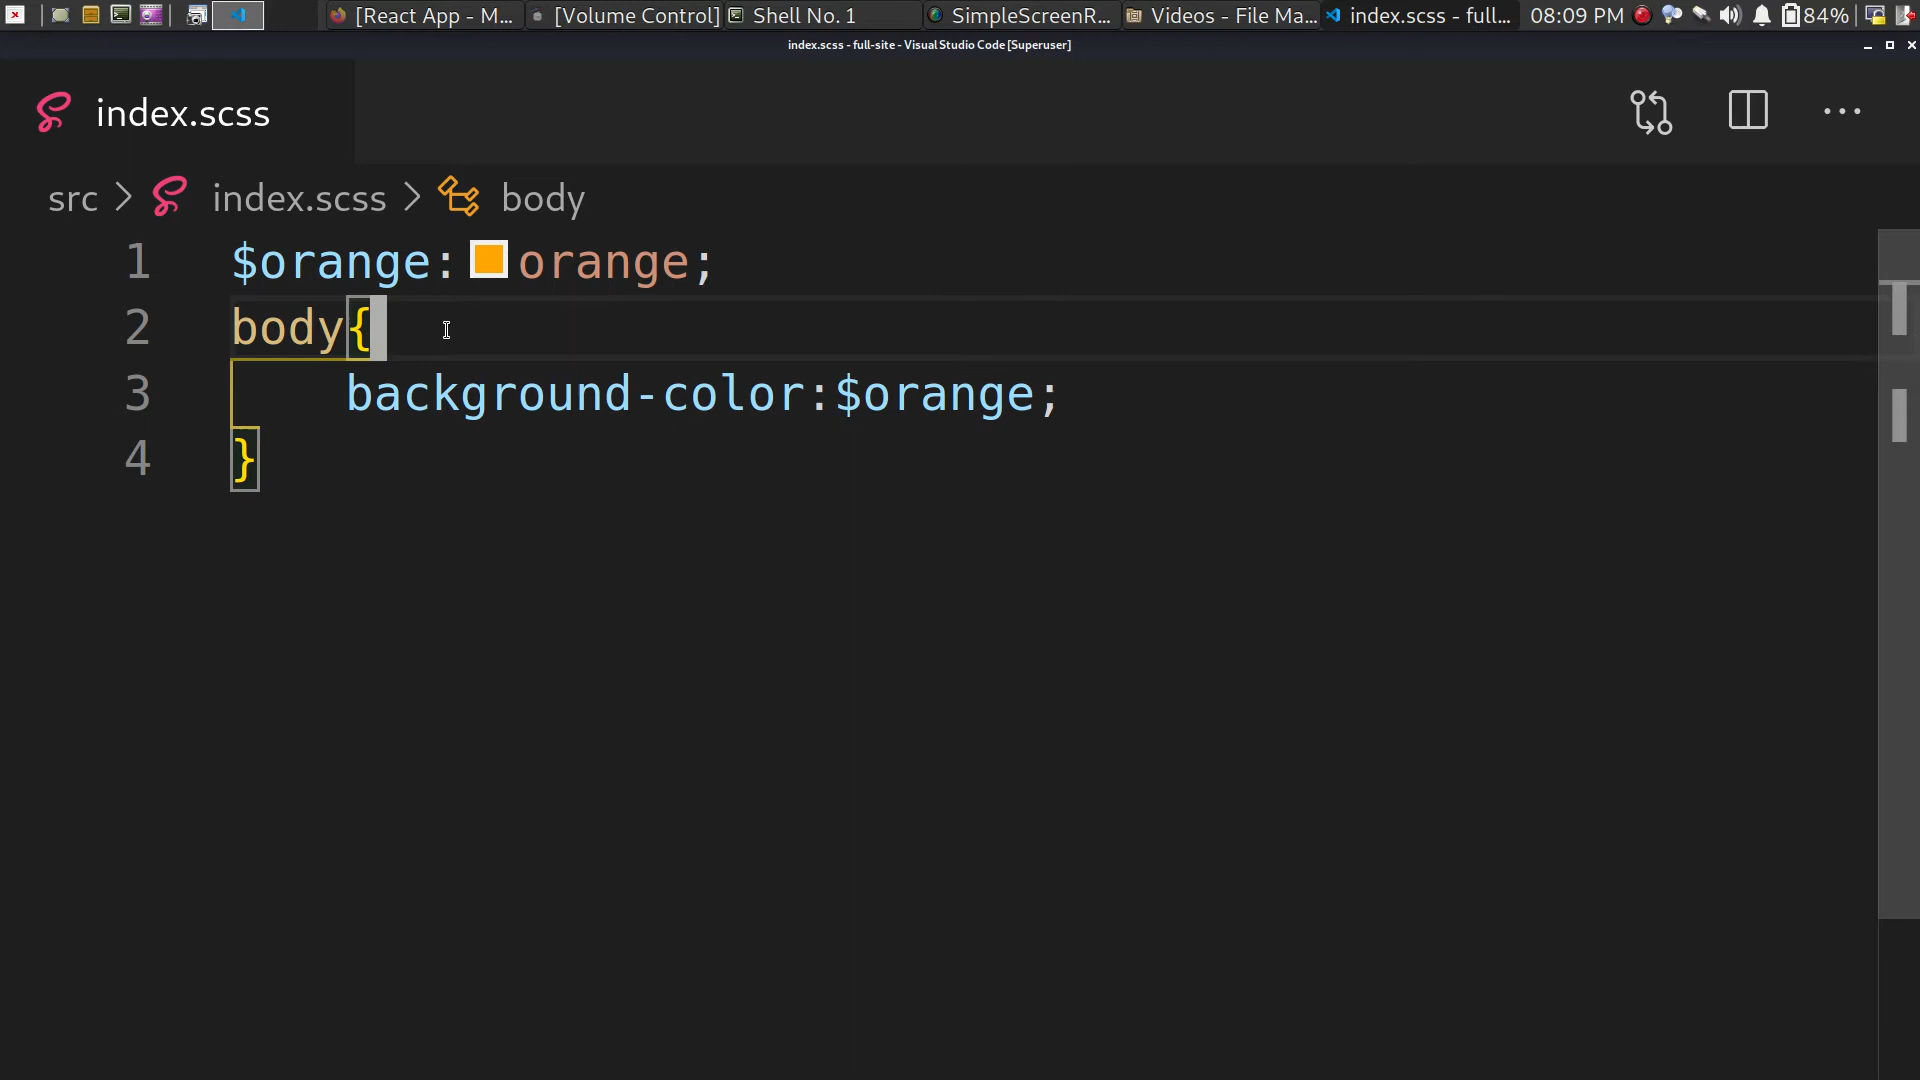 [React App - M... [Volume Control] Shell No. 1 SimpleScreenR... Videos - File Ma... index.scss - full... 08:09 PM 84%
index.scss - full-site - Visual Studio Code [Superuser]
index.scss
src > index.scss > body
1 $orange:orange;
2 body{
3 background-color:$orange;
4 }